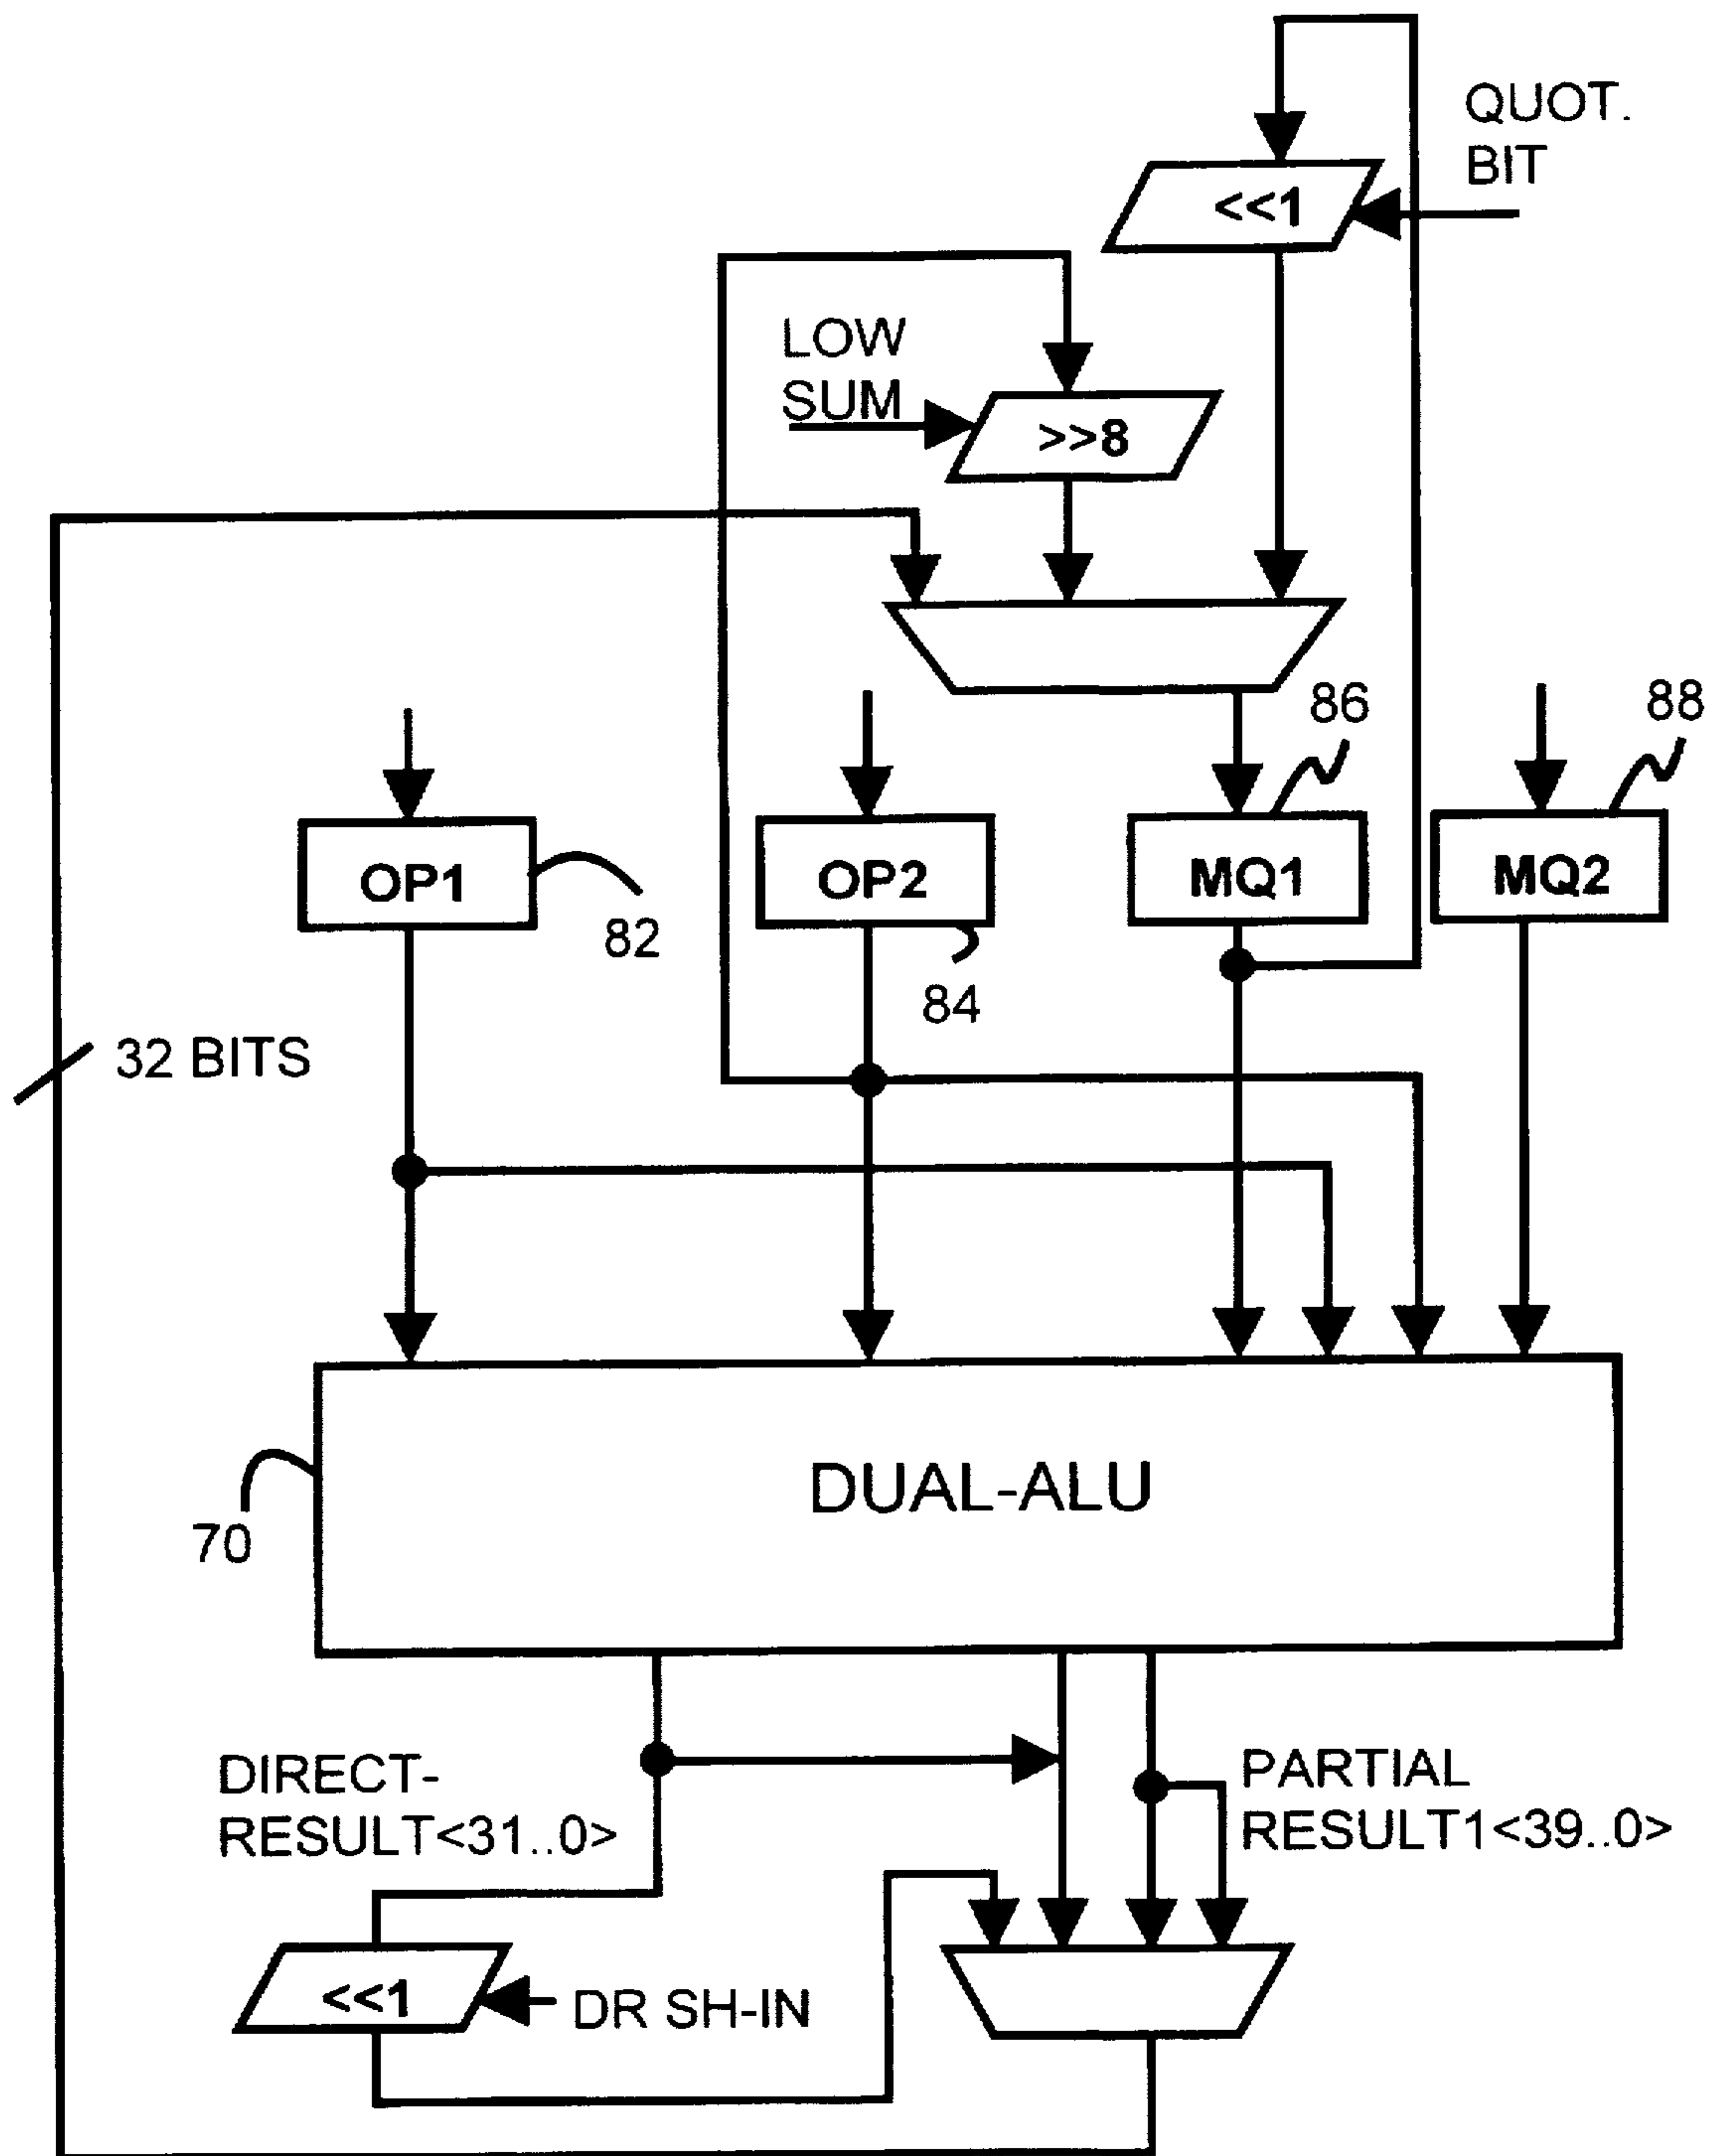 QUOT.
BIT
<<1
LOW
SUM
>>8
86
88
OP1
OP2
MQ1
MQ2
82
84
32 BITS
DUAL-ALU
70
DIRECT-
RESULT<31..0>
PARTIAL
RESULT1<39..0>
<<1
DR SH-IN